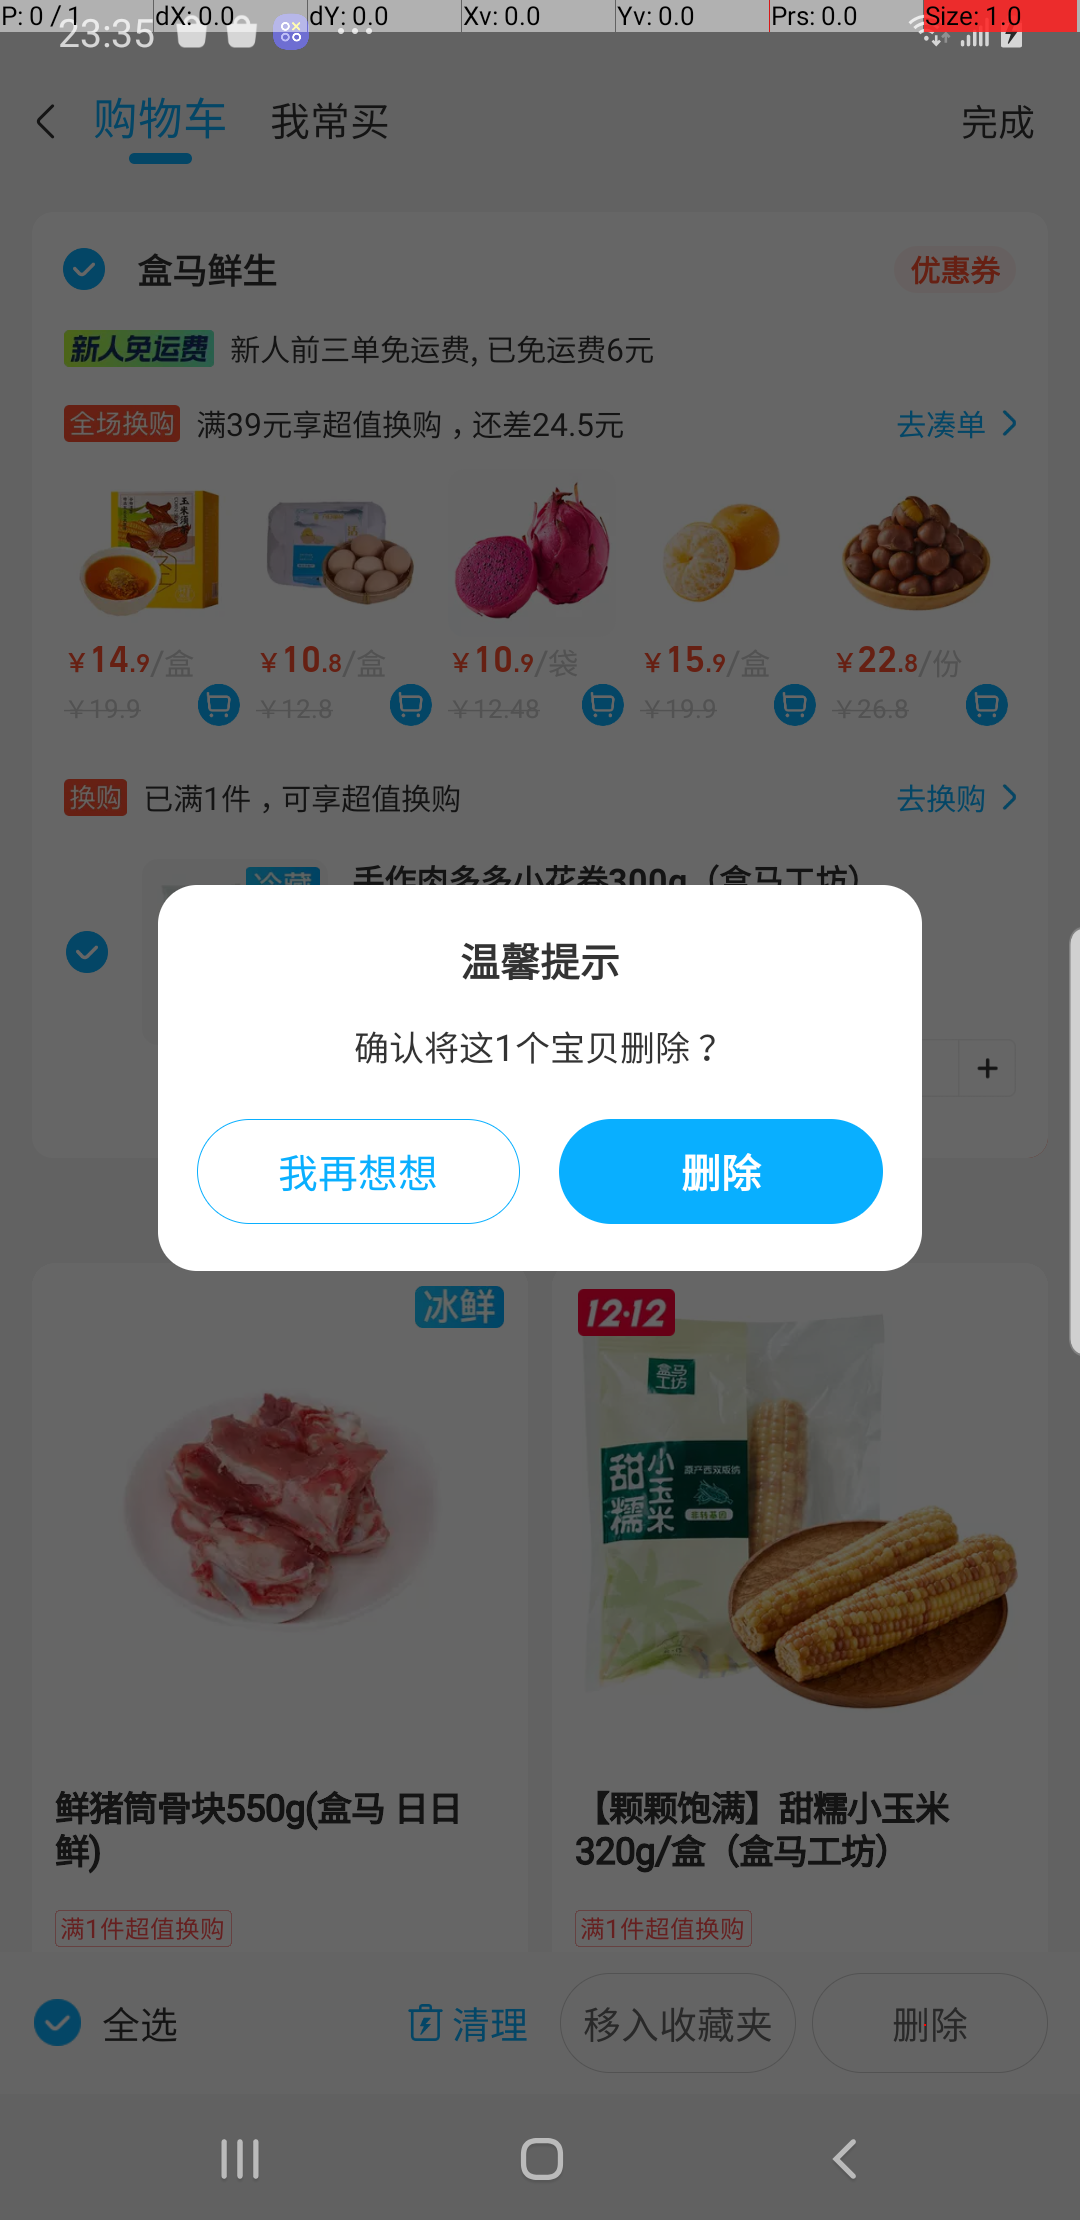 P: 0 / 1 dX: 0.0 dY: 0.0 Xv: 0.0 Yv: 0.0 Prs: 0.0 Size: 1.0
23:35
购物车 我常买 完成
盒马鲜生 优惠券
新人免运费 新人前三单免运费, 已免运费6元
全场换购 满39元享超值换购，还差24.5元 去凑单
¥14.9/盒 ¥10.8/盒 ¥10.9/袋 ¥15.9/盒 ¥22.8/份
¥19.9 ¥12.8 ¥12.48 ¥19.9 ¥26.8
换购 已满1件，可享超值换购 去换购
冷藏 手作肉多多小花卷300g（盒马工坊）
温馨提示
确认将这1个宝贝删除？
+
我再想想 删除
冰鲜 12·12
盒马工坊
甜糯 小玉米
原产西双版纳
非转基因
鲜猪筒骨块550g(盒马 日日
鲜)
【颗颗饱满】甜糯小玉米
320g/盒（盒马工坊）
满1件超值换购 满1件超值换购
全选 清理 移入收藏夹 删除